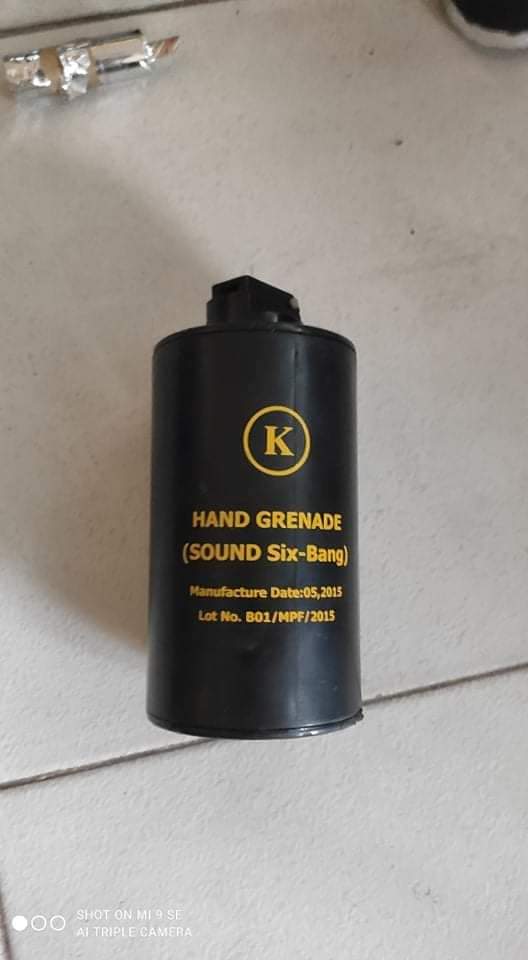 K
HAND GRENADE
(SOUND Six-Bang)
Manufacture Date:05,2015
Lot No. B01/MPF/2015
SHOT ON MI 9 SE
AI TRIPLE CAMERA